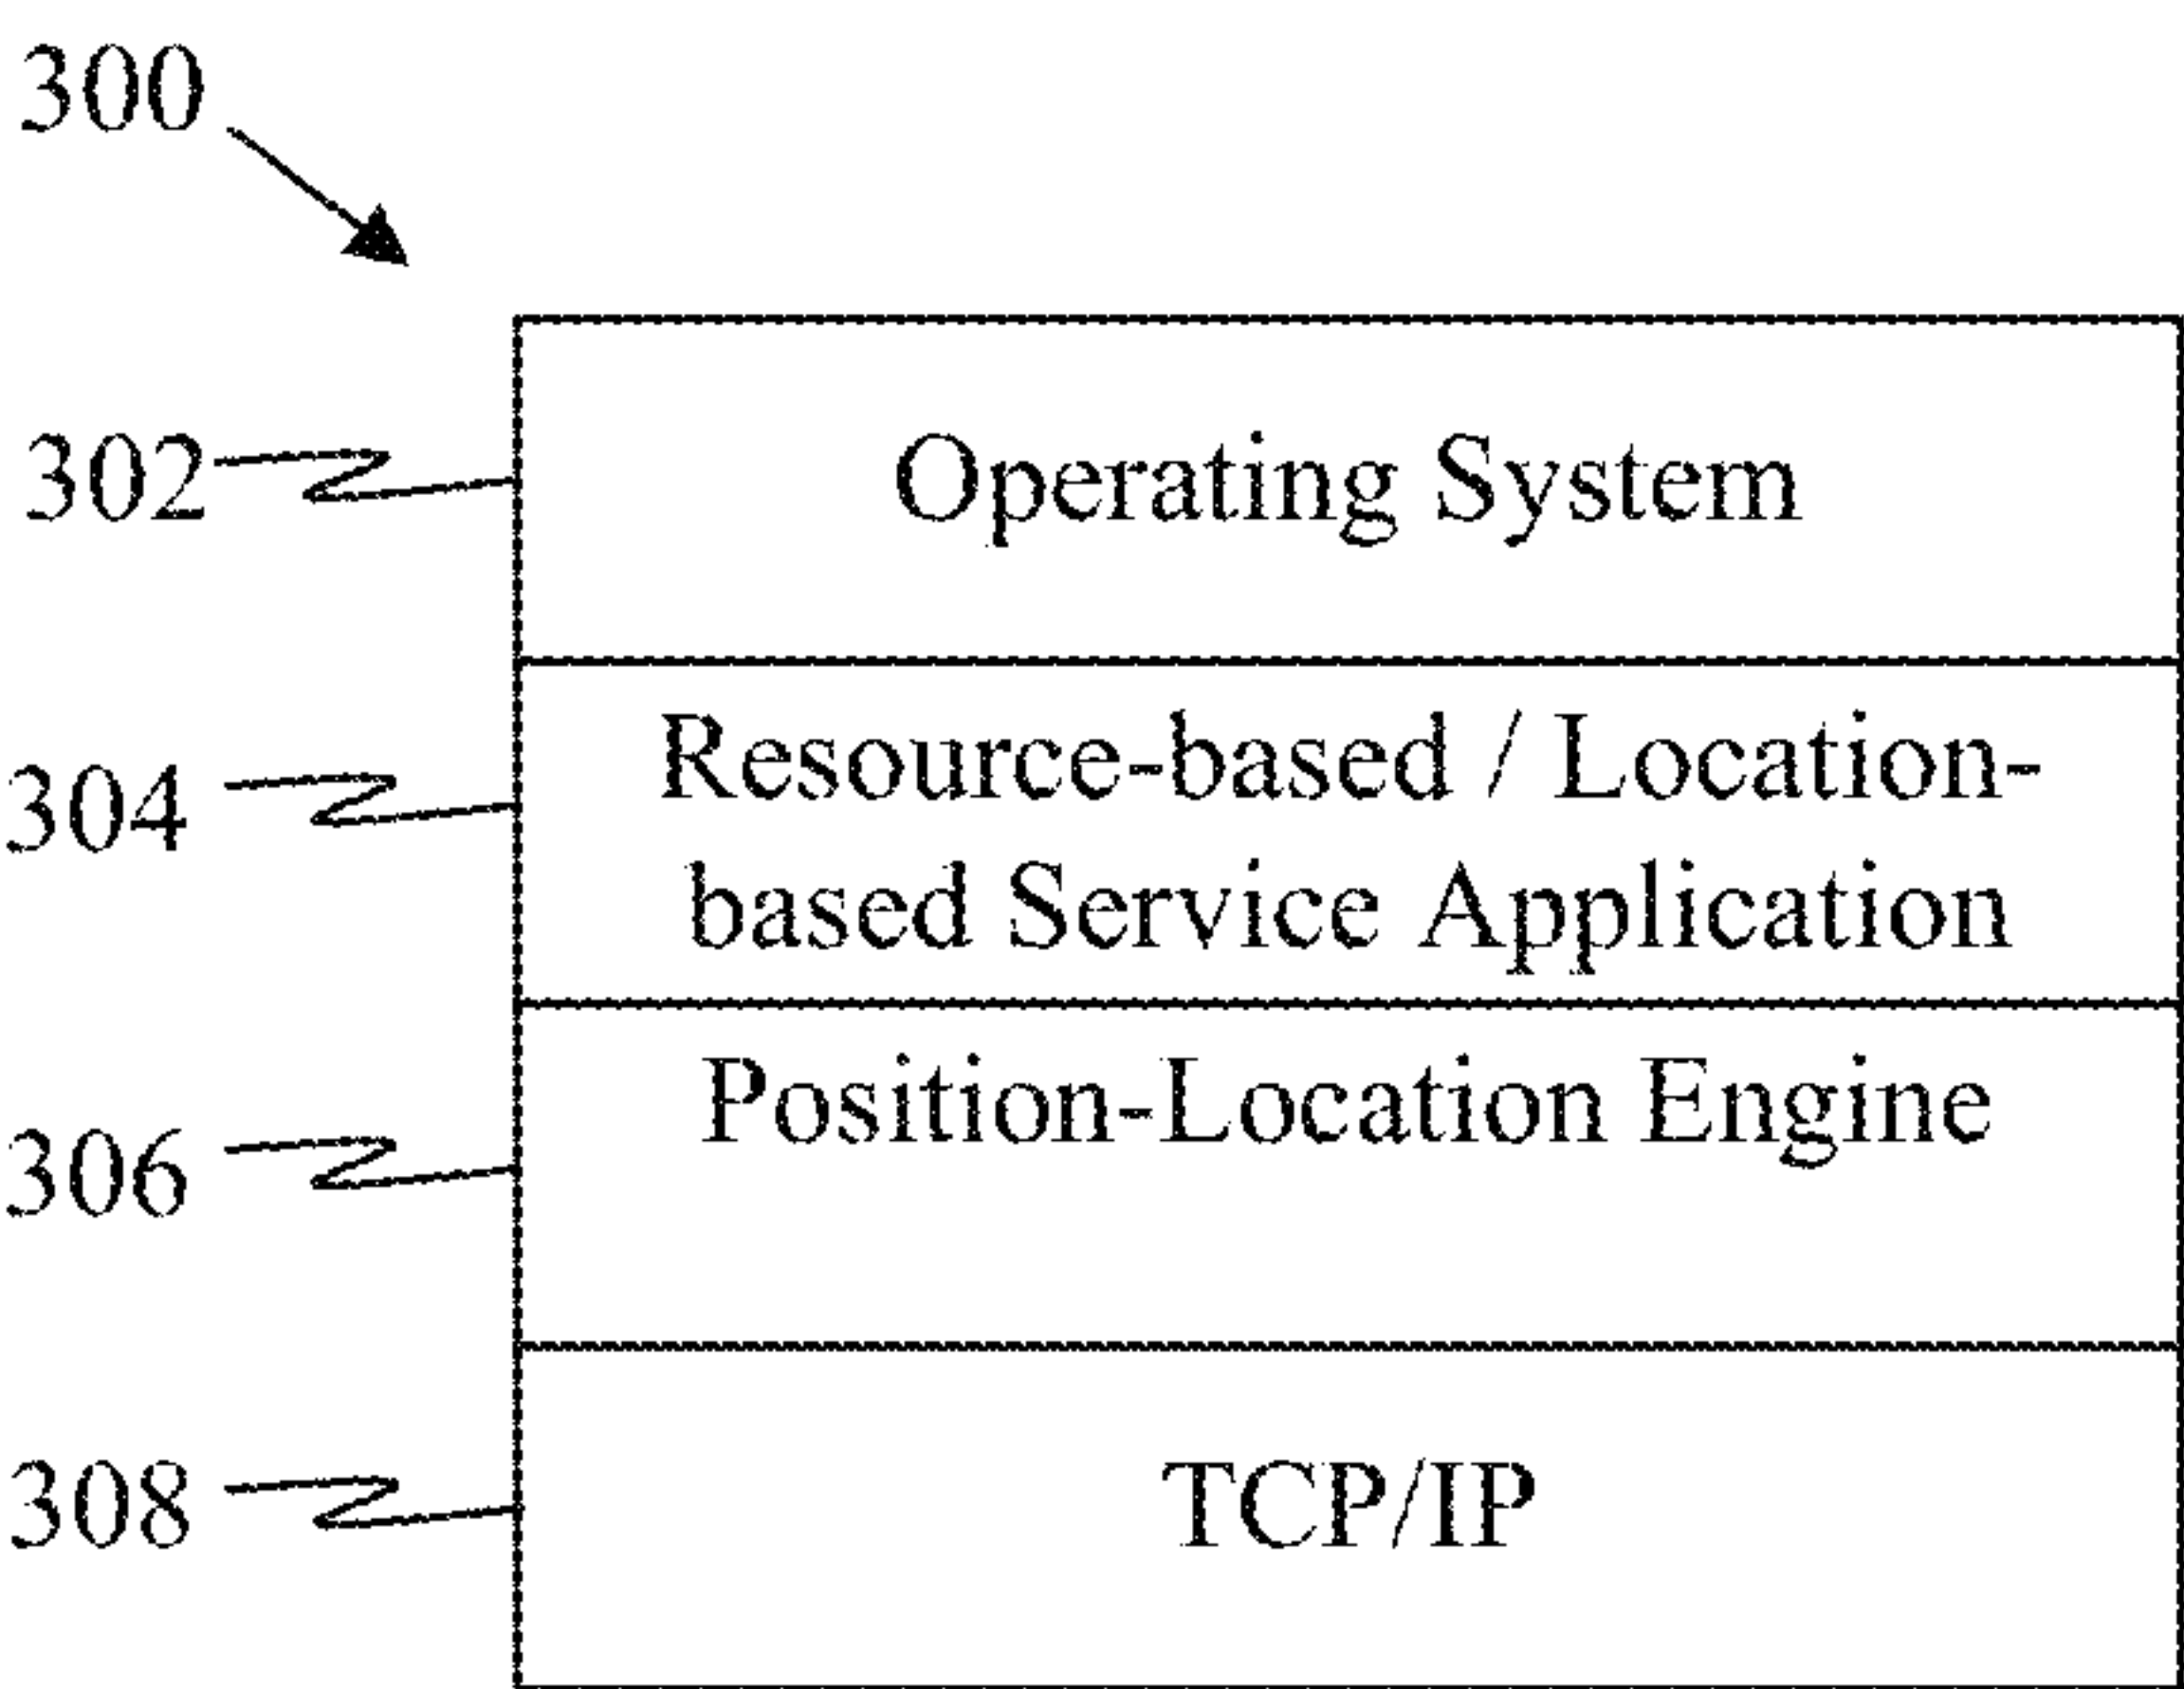 300
302
Operating System
304
Resource-based / Location-
based Service Application
306
Position-Location Engine
308
TCP/IP